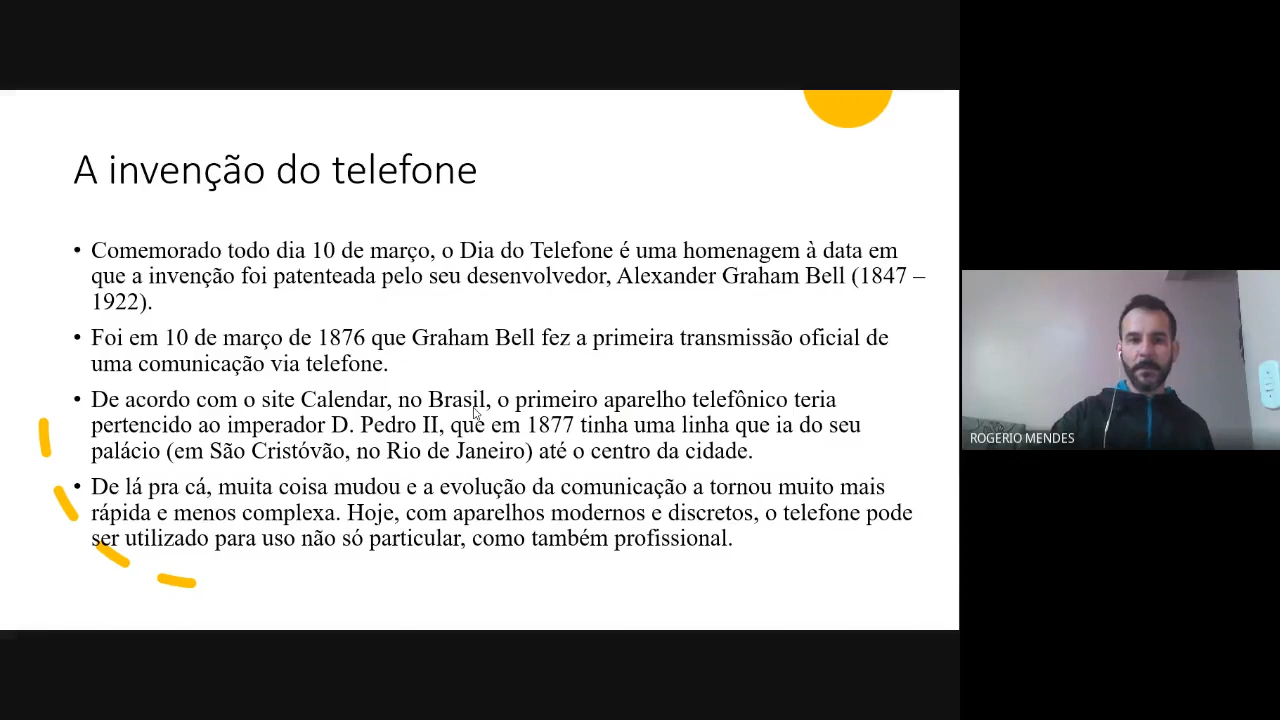 A invenção do telefone
• Comemorado todo dia 10 de março, o Dia do Telefone é uma homenagem à data em
que a invenção foi patenteada pelo seu desenvolvedor, Alexander Graham Bell (1847 –
1922).
• Foi em 10 de março de 1876 que Graham Bell fez a primeira transmissão oficial de
uma comunicação via telefone.
• De acordo com o site Calendar, no Brasil, o primeiro aparelho telefônico teria
pertencido ao imperador D. Pedro II, que em 1877 tinha uma linha que ia do seu
palácio (em São Cristóvão, no Rio de Janeiro) até o centro da cidade.
• De lá pra cá, muita coisa mudou e a evolução da comunicação a tornou muito mais
rápida e menos complexa. Hoje, com aparelhos modernos e discretos, o telefone pode
ser utilizado para uso não só particular, como também profissional.
ROGERIO MENDES